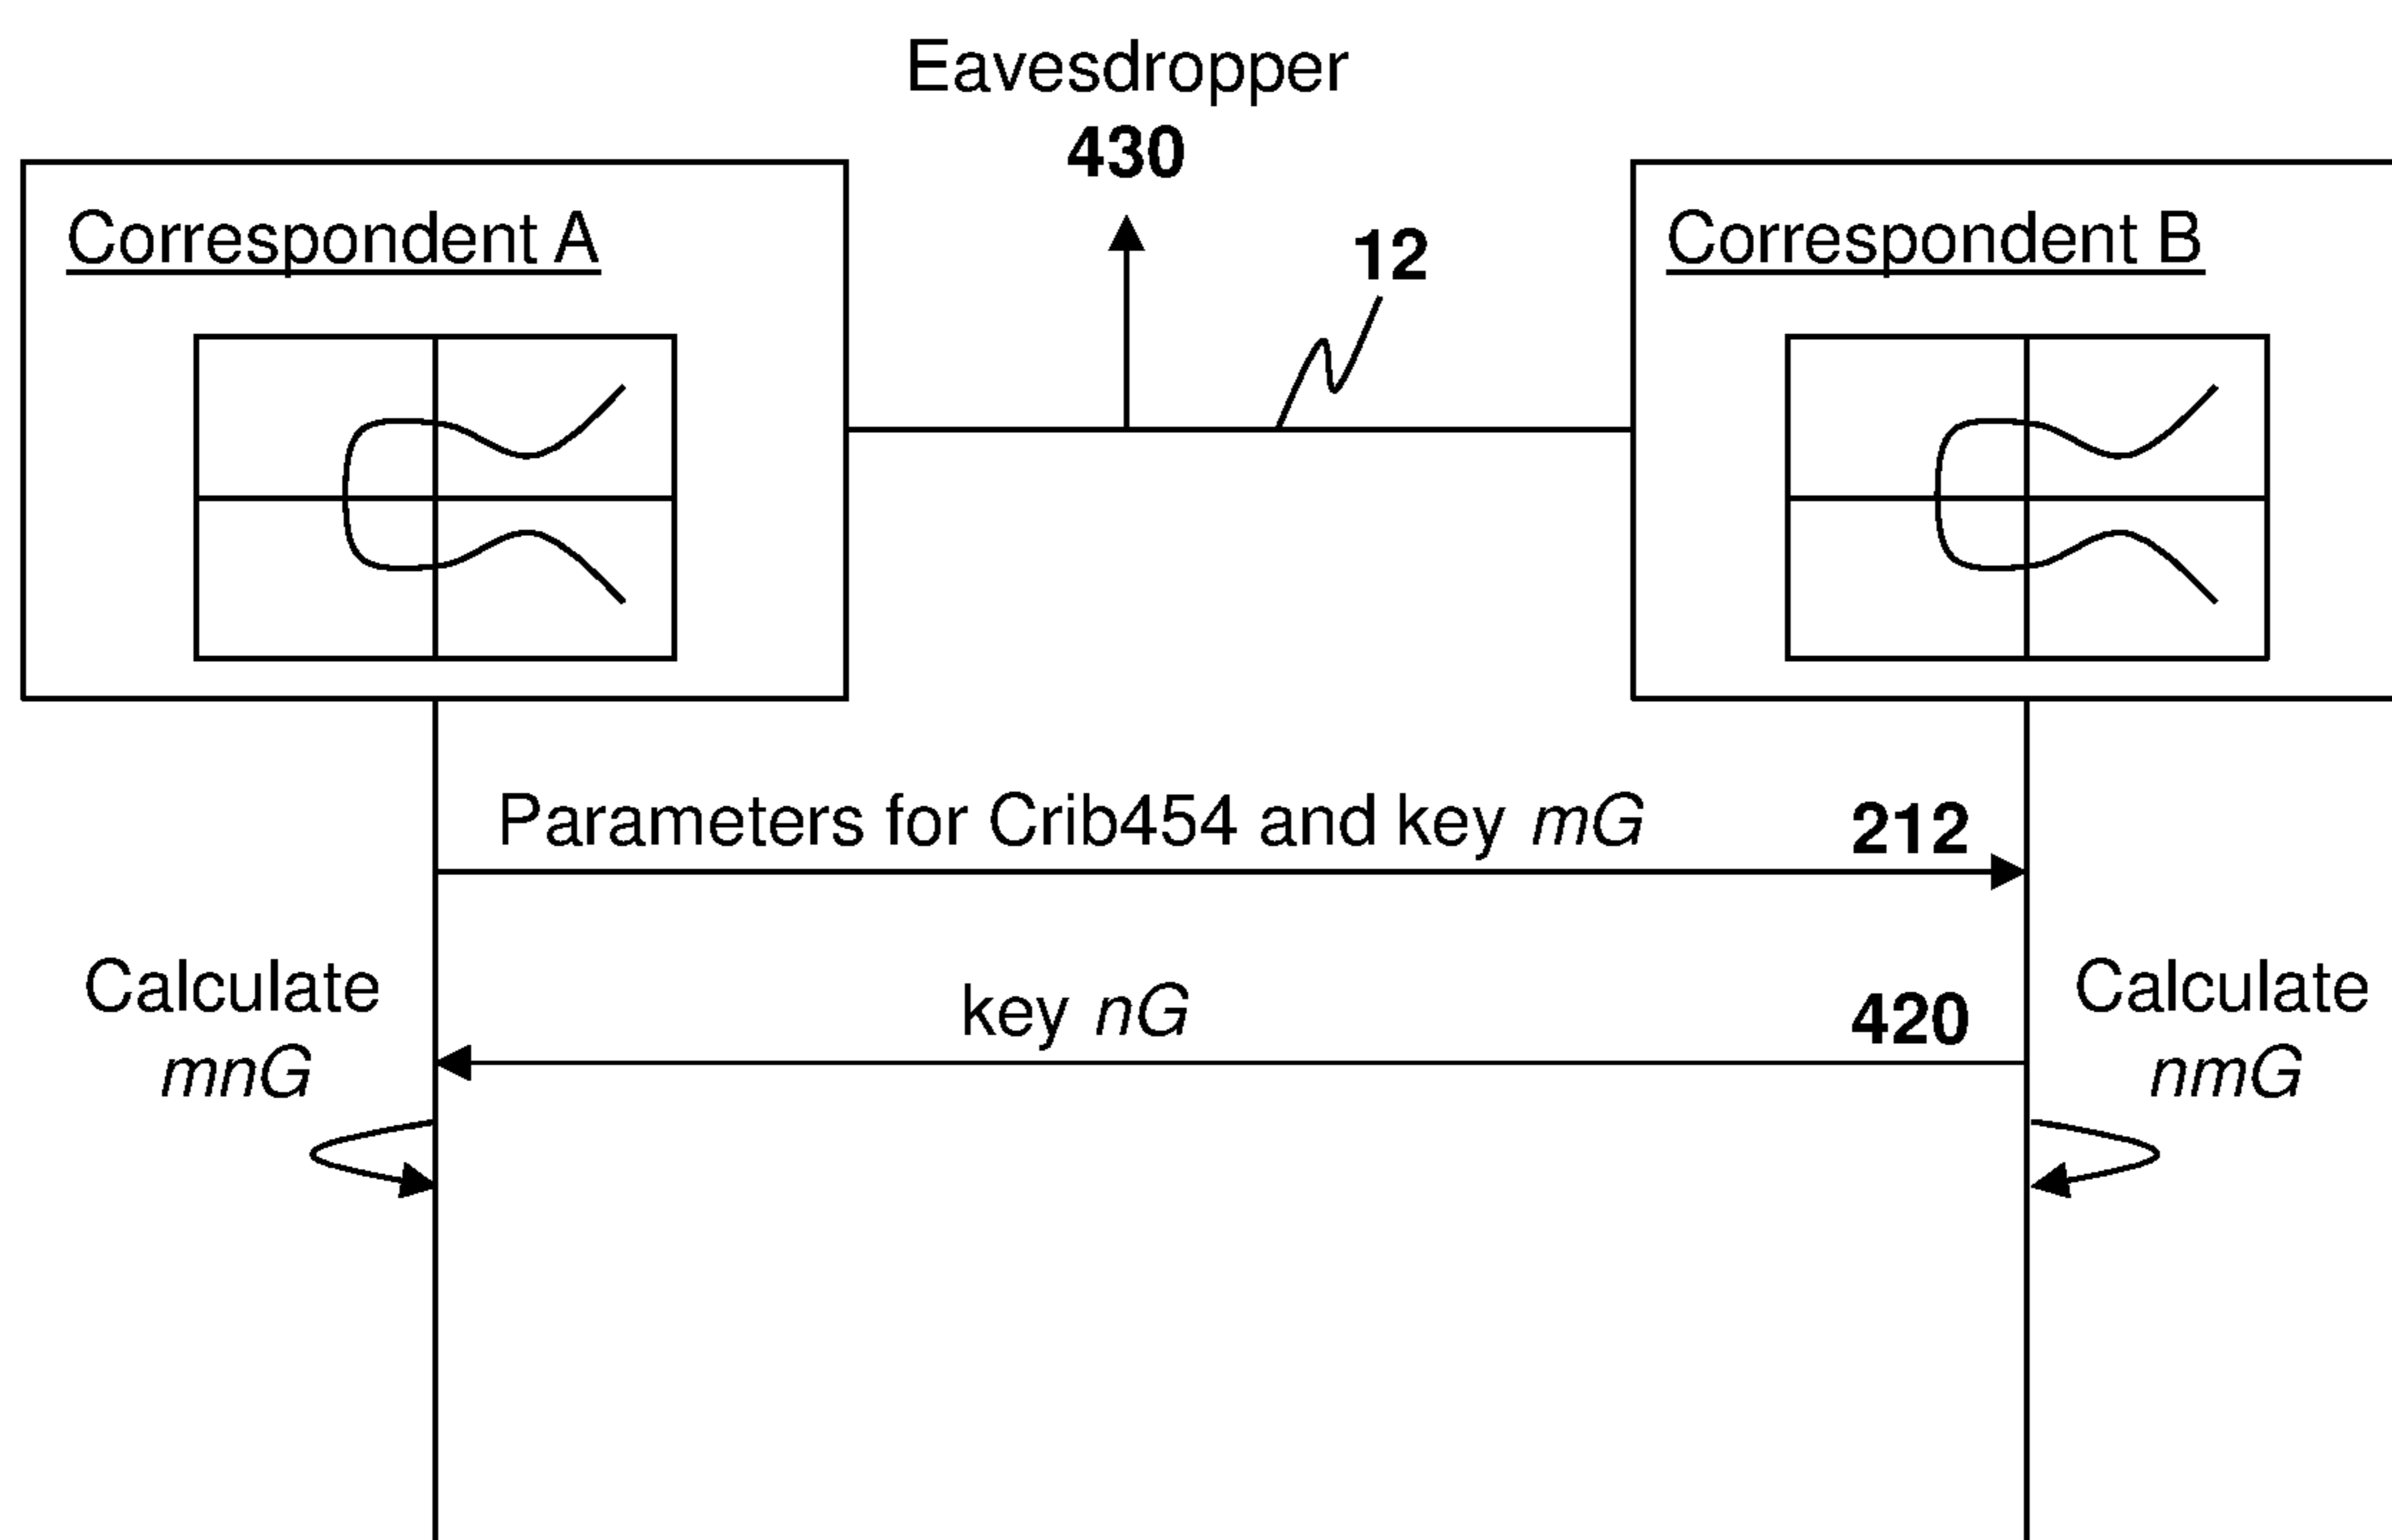 Eavesdropper
430
Correspondent A
12
Correspondent B
Parameters for Crib454 and key mG 212
Calculate
mnG
key nG 420
Calculate
nmG